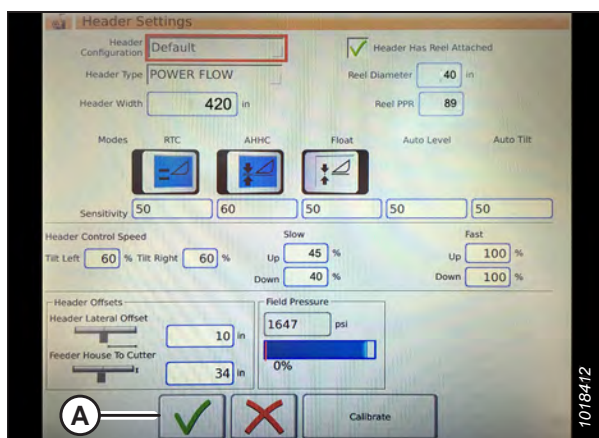 Header Settings
Header Configuration Default
Header Has Reel Attached
Header Type POWER FLOW
Reel Diameter 40 in
Header Width 420 in
Reel PPR 89
Modes RTC AHHC Float Auto Level Auto Tilt
Sensitivity 50 60 50 50 50
Header Control Speed Slow Fast
Tilt Left 60 % Tilt Right 60 % Up 45 % Up 100 %
Down 40 % Down 100 %
Header Offsets Field Pressure
Header Lateral Offset
10 in 1647 psi
Feeder House To Cutter
34 in 0%
A Calibrate
1018412